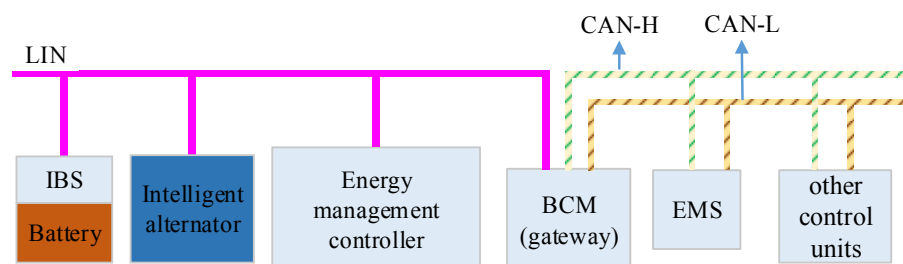 CAN-H
CAN-L
LIN
IBS
Battery
Intelligent
alternator
Energy
management
controller
BCM
(gateway)
EMS
other
control
units